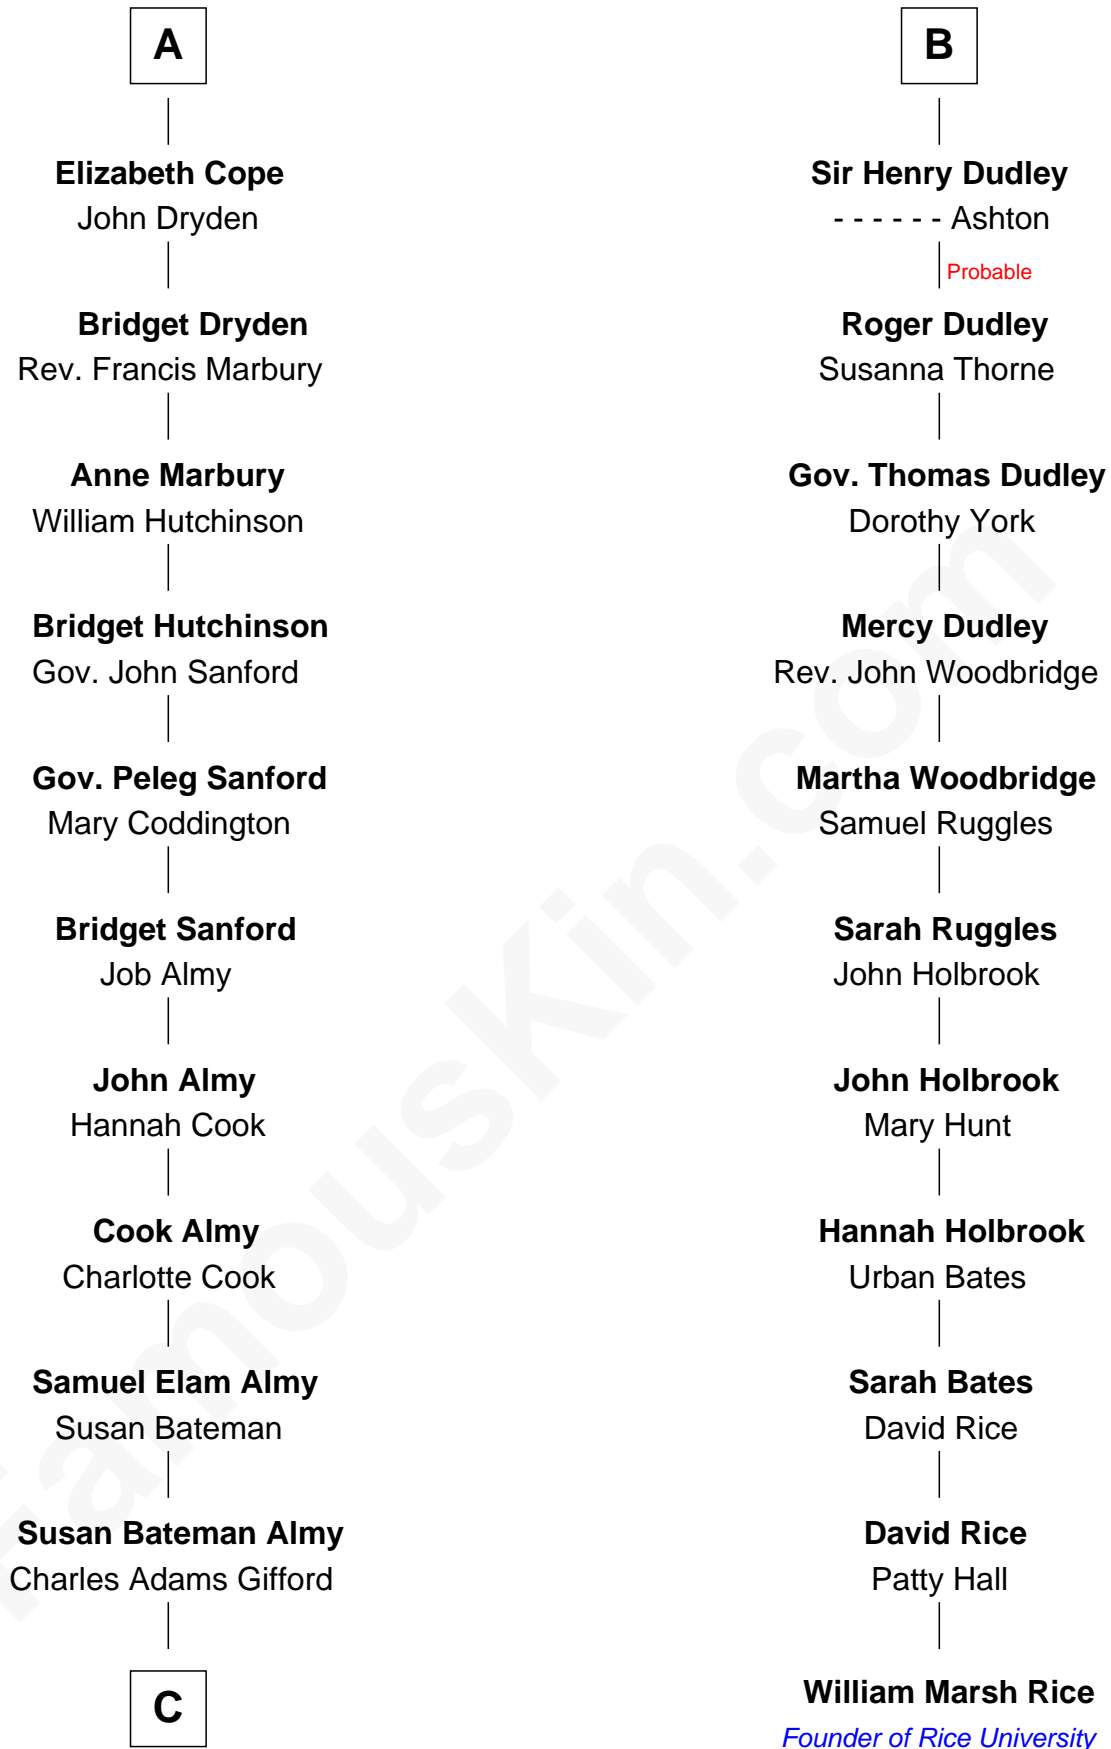 A
Elizabeth Cope
John Dryden
Bridget Dryden
Rev. Francis Marbury
Anne Marbury
William Hutchinson
Bridget Hutchinson
Gov. John Sanford
Gov. Peleg Sanford
Mary Coddington
Bridget Sanford
Job Almy
John Almy
Hannah Cook
Cook Almy
Charlotte Cook
Samuel Elam Almy
Susan Bateman
Susan Bateman Almy
Charles Adams Gifford
C
B
Sir Henry Dudley
- - - - - - Ashton
Probable
Roger Dudley
Susanna Thorne
Gov. Thomas Dudley
Dorothy York
Mercy Dudley
Rev. John Woodbridge
Martha Woodbridge
Samuel Ruggles
Sarah Ruggles
John Holbrook
John Holbrook
Mary Hunt
Hannah Holbrook
Urban Bates
Sarah Bates
David Rice
David Rice
Patty Hall
William Marsh Rice
Founder of Rice University
FamousKin.com